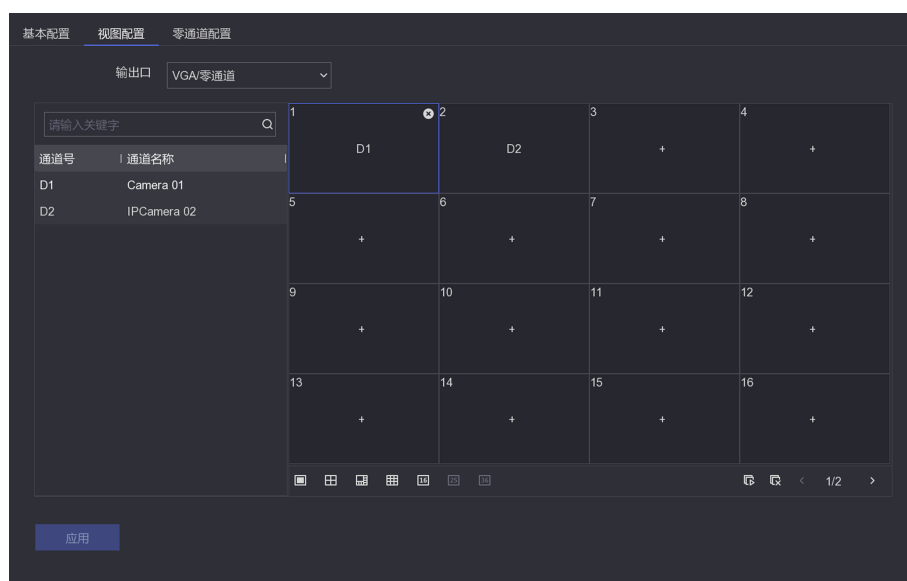 基本配置 视图配置 零通道配置
输出口 VGA/零通道
请输入关键字
通道号 通道名称
D1 Camera 01
D2 IPCamera 02
1 2 3 4
D1 D2 + +
5 6 7 8
+ + + +
9 10 11 12
+ + + +
13 14 15 16
+ + + +
16 25 36 1/2
应用